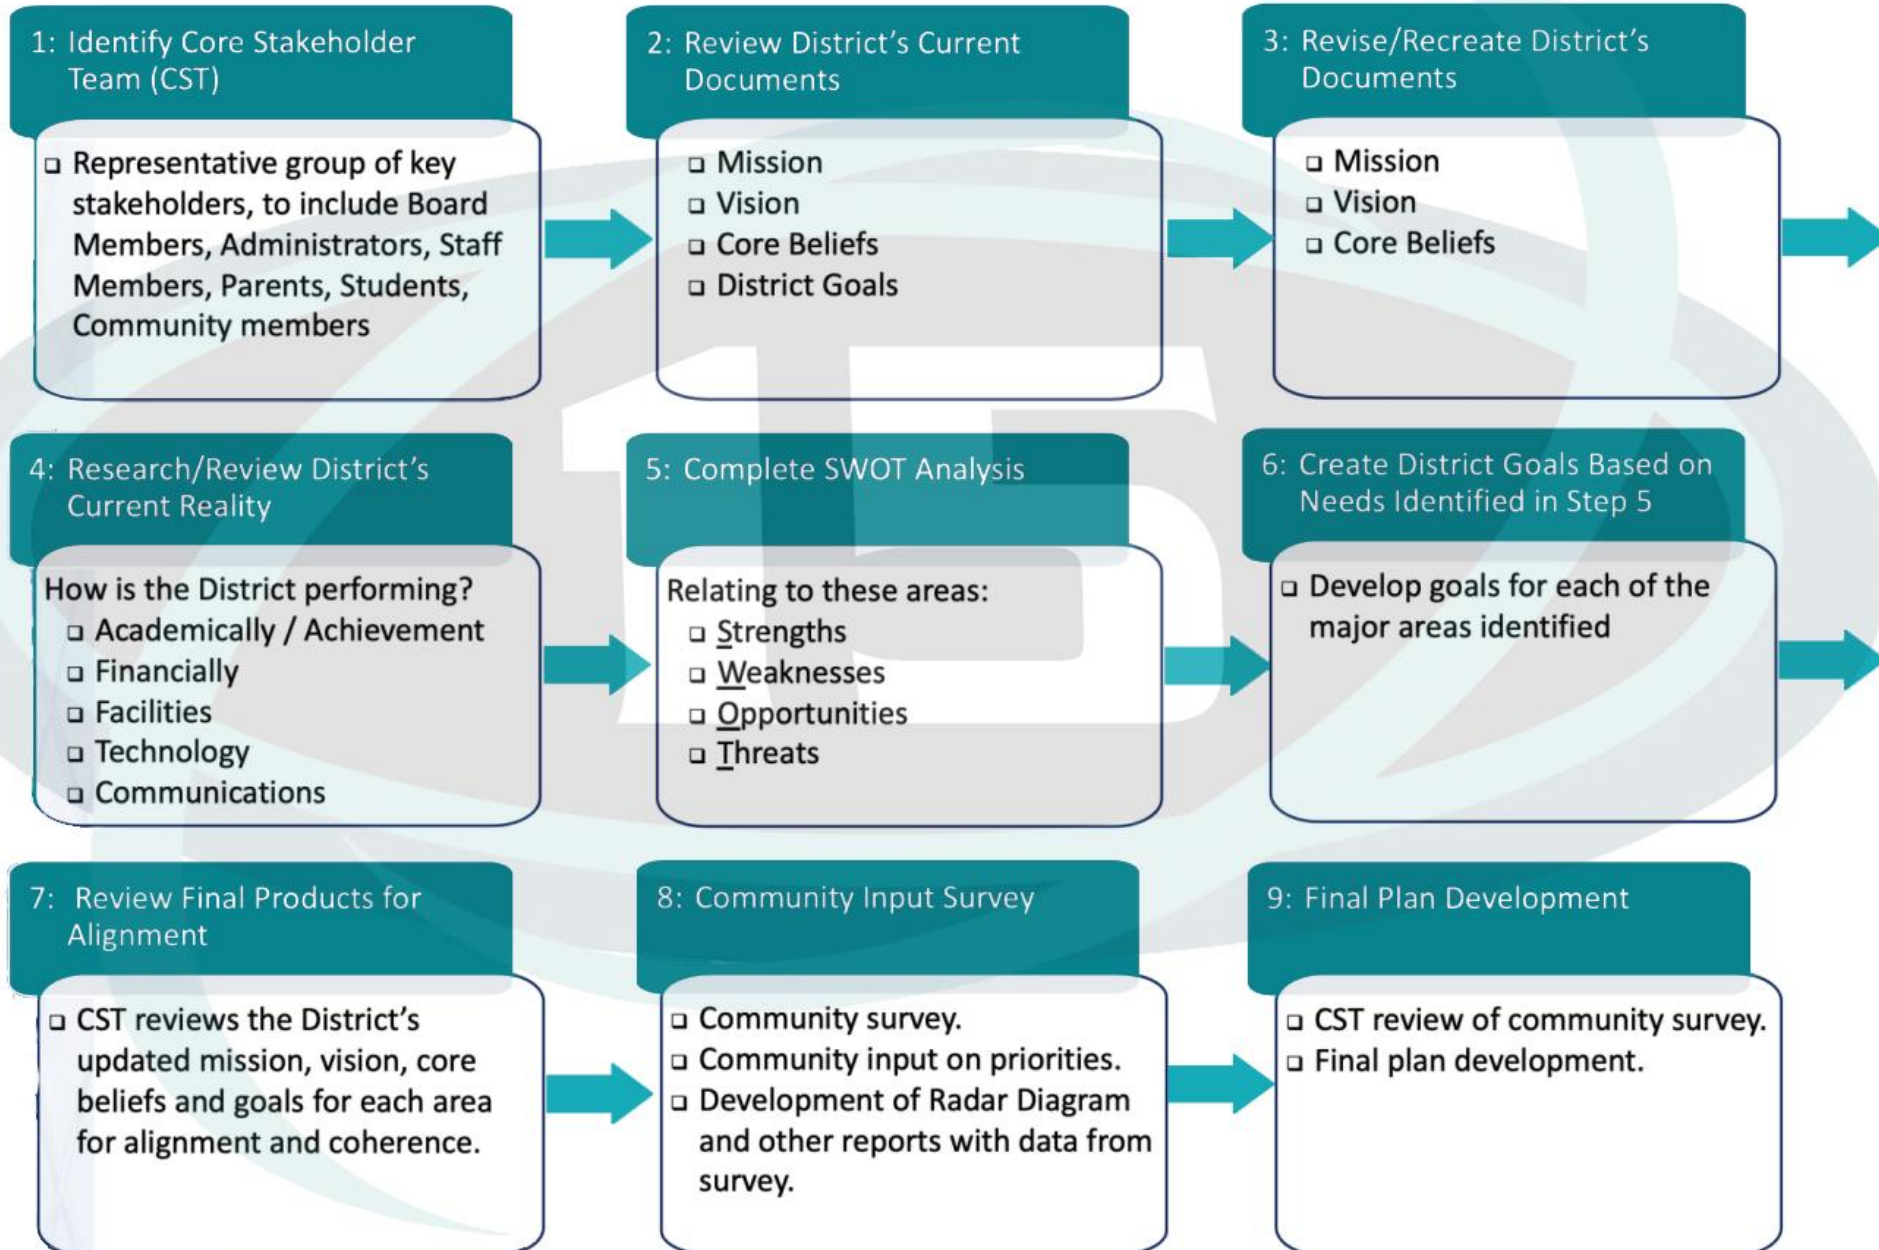 1: Identify Core Stakeholder
Team (CST)
❑ Representative group of key
stakeholders, to include Board
Members, Administrators, Staff
Members, Parents, Students,
Community members
2: Review District’s Current
Documents
❑ Mission
❑ Vision
❑ Core Beliefs
❑ District Goals
3: Revise/Recreate District’s
Documents
❑ Mission
❑ Vision
❑ Core Beliefs
4: Research/Review District’s
Current Reality
How is the District performing?
❑ Academically / Achievement
❑ Financially
❑ Facilities
❑ Technology
❑ Communications
5: Complete SWOT Analysis
Relating to these areas:
❑ Strengths
❑ Weaknesses
❑ Opportunities
❑ Threats
6: Create District Goals Based on
Needs Identified in Step 5
❑ Develop goals for each of the
major areas identified
7: Review Final Products for
Alignment
❑ CST reviews the District’s
updated mission, vision, core
beliefs and goals for each area
for alignment and coherence.
8: Community Input Survey
❑ Community survey.
❑ Community input on priorities.
❑ Development of Radar Diagram
and other reports with data from
survey.
9: Final Plan Development
❑ CST review of community survey.
❑ Final plan development.
15